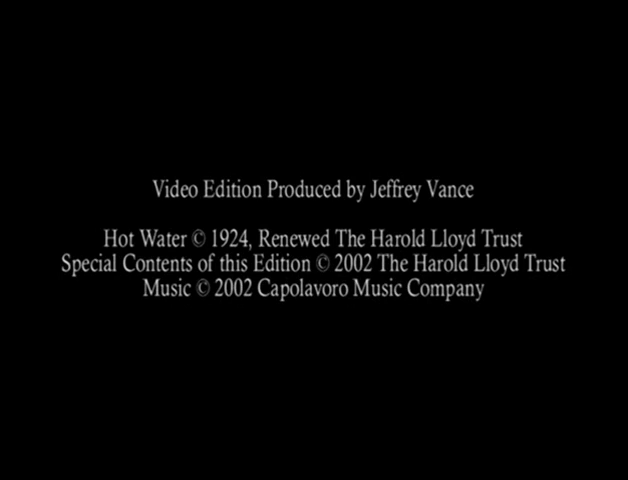 Video Edition Produced by Jeffrey Vance
Hot Water © 1924, Renewed The Harold Lloyd Trust
Special Contents of this Edition © 2002 The Harold Lloyd Trust
Music © 2002 Capolavoro Music Company